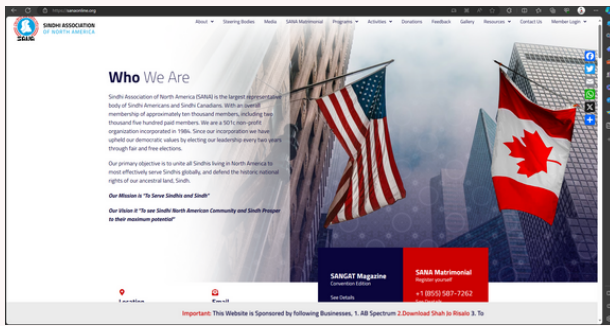 https://sanaonline.org
SINDHI ASSOCIATION
OF NORTH AMERICA
SANA
About Steering Bodies Media SANA Matrimonial Programs Activities Donations Feedback Gallery Resources Contact Us Member Login
Who We Are
Sindhi Association of North America (SANA) is the largest represented
body of Sindhi Americans and Sindhi Canadians. With an overall
membership of approximately ten thousand members, including two
thousand five hundred paid members. We are a 501c non-profit
organization incorporated in 1984. Since our incorporation we have
upheld our democratic values by electing our leadership every two years
through fair and free elections.
Our primary objective is to unite all Sindhis living in North America to
most effectively serve Sindhis globally, and defend the historic national
rights of our ancestral land, Sindh.
Our Mission is "To Serve Sindhis and Sindh"
Our Vision it "To see Sindhi North American Community and Sindh Prosper
to their maximum potential"
SANGAT Magazine
Convention Edition
See Details
SANA Matrimonial
Register yourself
+1 (855) 587-7262
Location
Email
Important: This Website is Sponsored by following Businesses, 1. AB Spectrum 2.Download Shah Jo Risalo 3. To